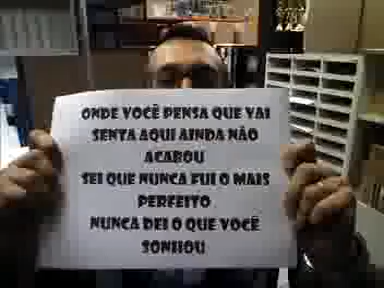 ONDE VOCÊ PENSA QUE VAI
SENTA AQUI AINDA NÃO
ACABOU
SEI QUE NUNCA FUI O MAIS
PERFEITO
NUNCA DEI O QUE VOCÊ
SONHOU